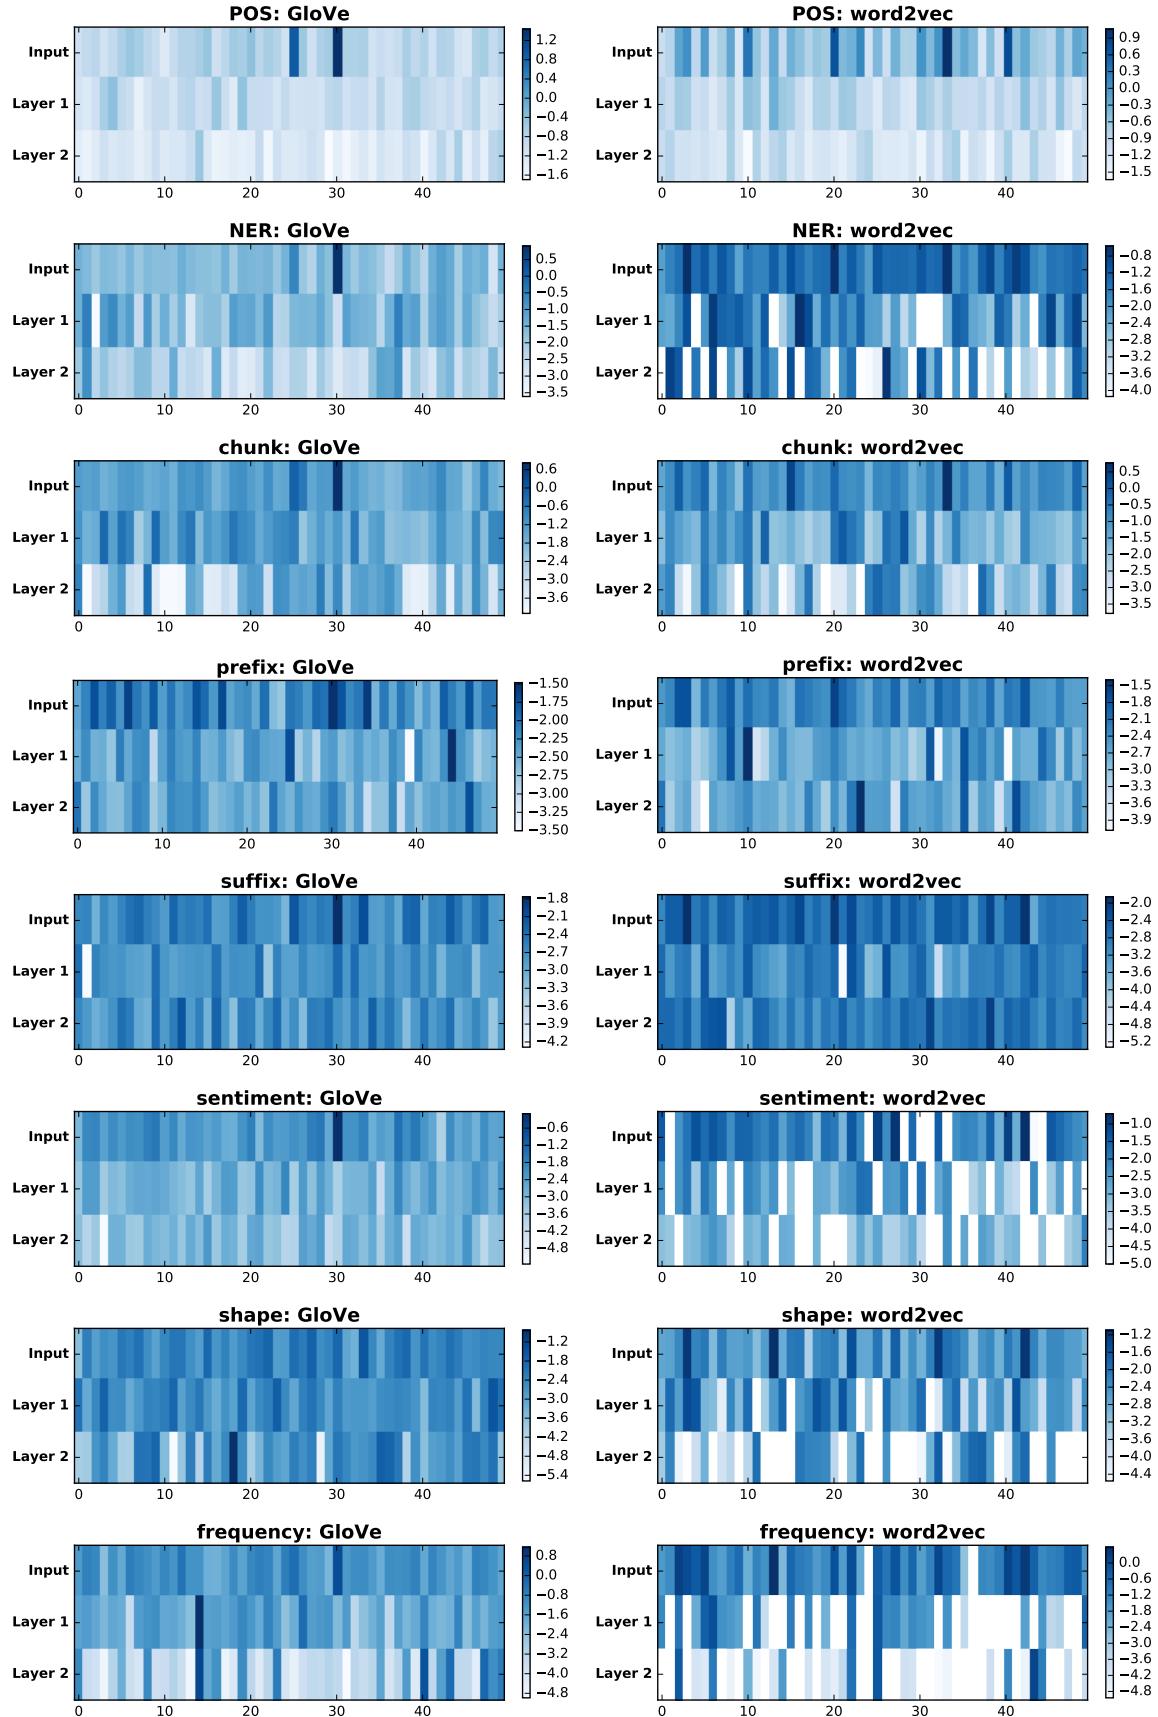 POS: GloVe
Input
Layer 1
Layer 2
0 10 20 30 40
1.2
0.8
0.4
0.0
−0.4
−0.8
−1.2
−1.6
POS: word2vec
Input
Layer 1
Layer 2
0 10 20 30 40
0.9
0.6
0.3
0.0
−0.3
−0.6
−0.9
−1.2
−1.5
NER: GloVe
Input
Layer 1
Layer 2
0 10 20 30 40
0.5
0.0
−0.5
−1.0
−1.5
−2.0
−2.5
−3.0
−3.5
NER: word2vec
Input
Layer 1
Layer 2
0 10 20 30 40
−0.8
−1.2
−1.6
−2.0
−2.4
−2.8
−3.2
−3.6
−4.0
chunk: GloVe
Input
Layer 1
Layer 2
0 10 20 30 40
0.6
0.0
−0.6
−1.2
−1.8
−2.4
−3.0
−3.6
chunk: word2vec
Input
Layer 1
Layer 2
0 10 20 30 40
0.5
0.0
−0.5
−1.0
−1.5
−2.0
−2.5
−3.0
−3.5
prefix: GloVe
Input
Layer 1
Layer 2
0 10 20 30 40
−1.50
−1.75
−2.00
−2.25
−2.50
−2.75
−3.00
−3.25
−3.50
prefix: word2vec
Input
Layer 1
Layer 2
0 10 20 30 40
−1.5
−1.8
−2.1
−2.4
−2.7
−3.0
−3.3
−3.6
−3.9
suffix: GloVe
Input
Layer 1
Layer 2
0 10 20 30 40
−1.8
−2.1
−2.4
−2.7
−3.0
−3.3
−3.6
−3.9
−4.2
suffix: word2vec
Input
Layer 1
Layer 2
0 10 20 30 40
−2.0
−2.4
−2.8
−3.2
−3.6
−4.0
−4.4
−4.8
−5.2
sentiment: GloVe
Input
Layer 1
Layer 2
0 10 20 30 40
−0.6
−1.2
−1.8
−2.4
−3.0
−3.6
−4.2
−4.8
sentiment: word2vec
Input
Layer 1
Layer 2
0 10 20 30 40
−1.0
−1.5
−2.0
−2.5
−3.0
−3.5
−4.0
−4.5
−5.0
shape: GloVe
Input
Layer 1
Layer 2
0 10 20 30 40
−1.2
−1.8
−2.4
−3.0
−3.6
−4.2
−4.8
−5.4
shape: word2vec
Input
Layer 1
Layer 2
0 10 20 30 40
−1.2
−1.6
−2.0
−2.4
−2.8
−3.2
−3.6
−4.0
−4.4
frequency: GloVe
Input
Layer 1
Layer 2
0 10 20 30 40
0.8
0.0
−0.8
−1.6
−2.4
−3.2
−4.0
−4.8
frequency: word2vec
Input
Layer 1
Layer 2
0 10 20 30 40
0.0
−0.6
−1.2
−1.8
−2.4
−3.0
−3.6
−4.2
−4.8